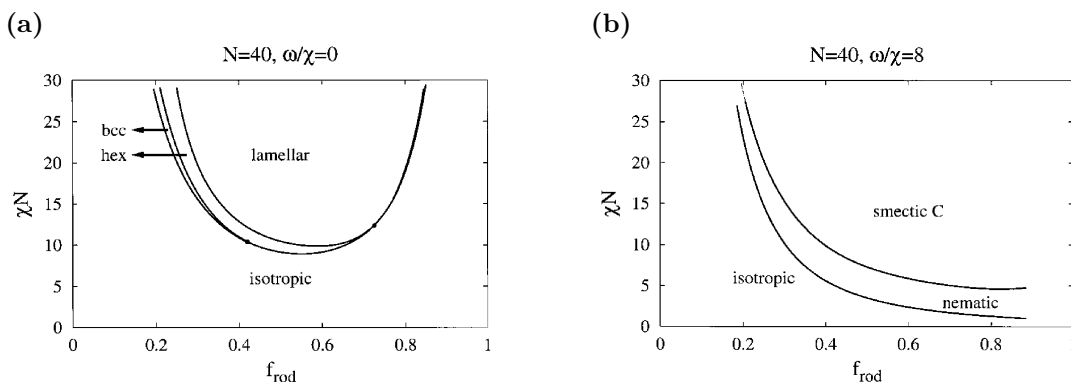 (a)
N=40, ω/χ=0
χN
30
25
20
15
10
5
0
bcc
hex
lamellar
isotropic
0 0.2 0.4 0.6 0.8 1
f_rod
(b)
N=40, ω/χ=8
χN
30
25
20
15
10
5
0
smectic C
isotropic
nematic
0 0.2 0.4 0.6 0.8 1
f_rod